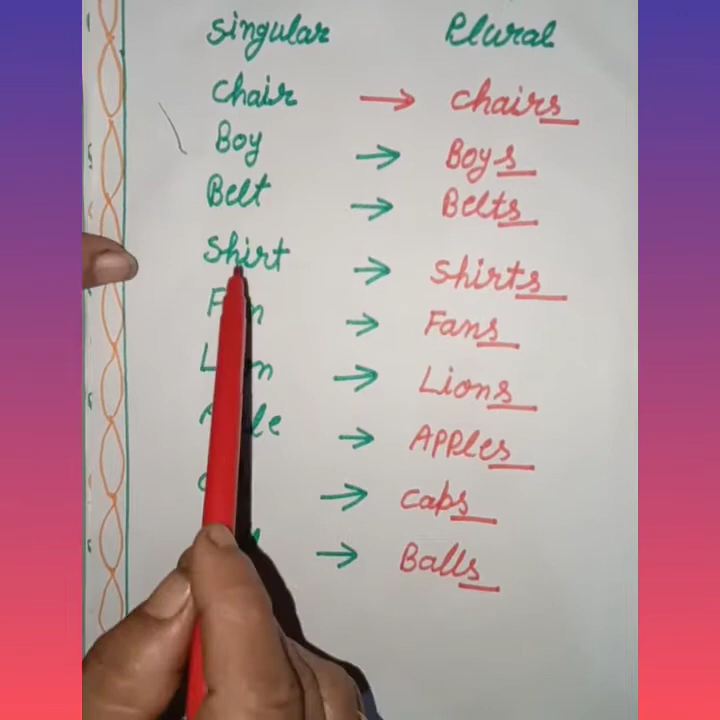 Singular Plural
Chair → Chairs
Boy → Boys
Belt → Belts
Shirt → Shirts
→ Fans
→ Lions
→ Apples
→ Caps
→ Balls